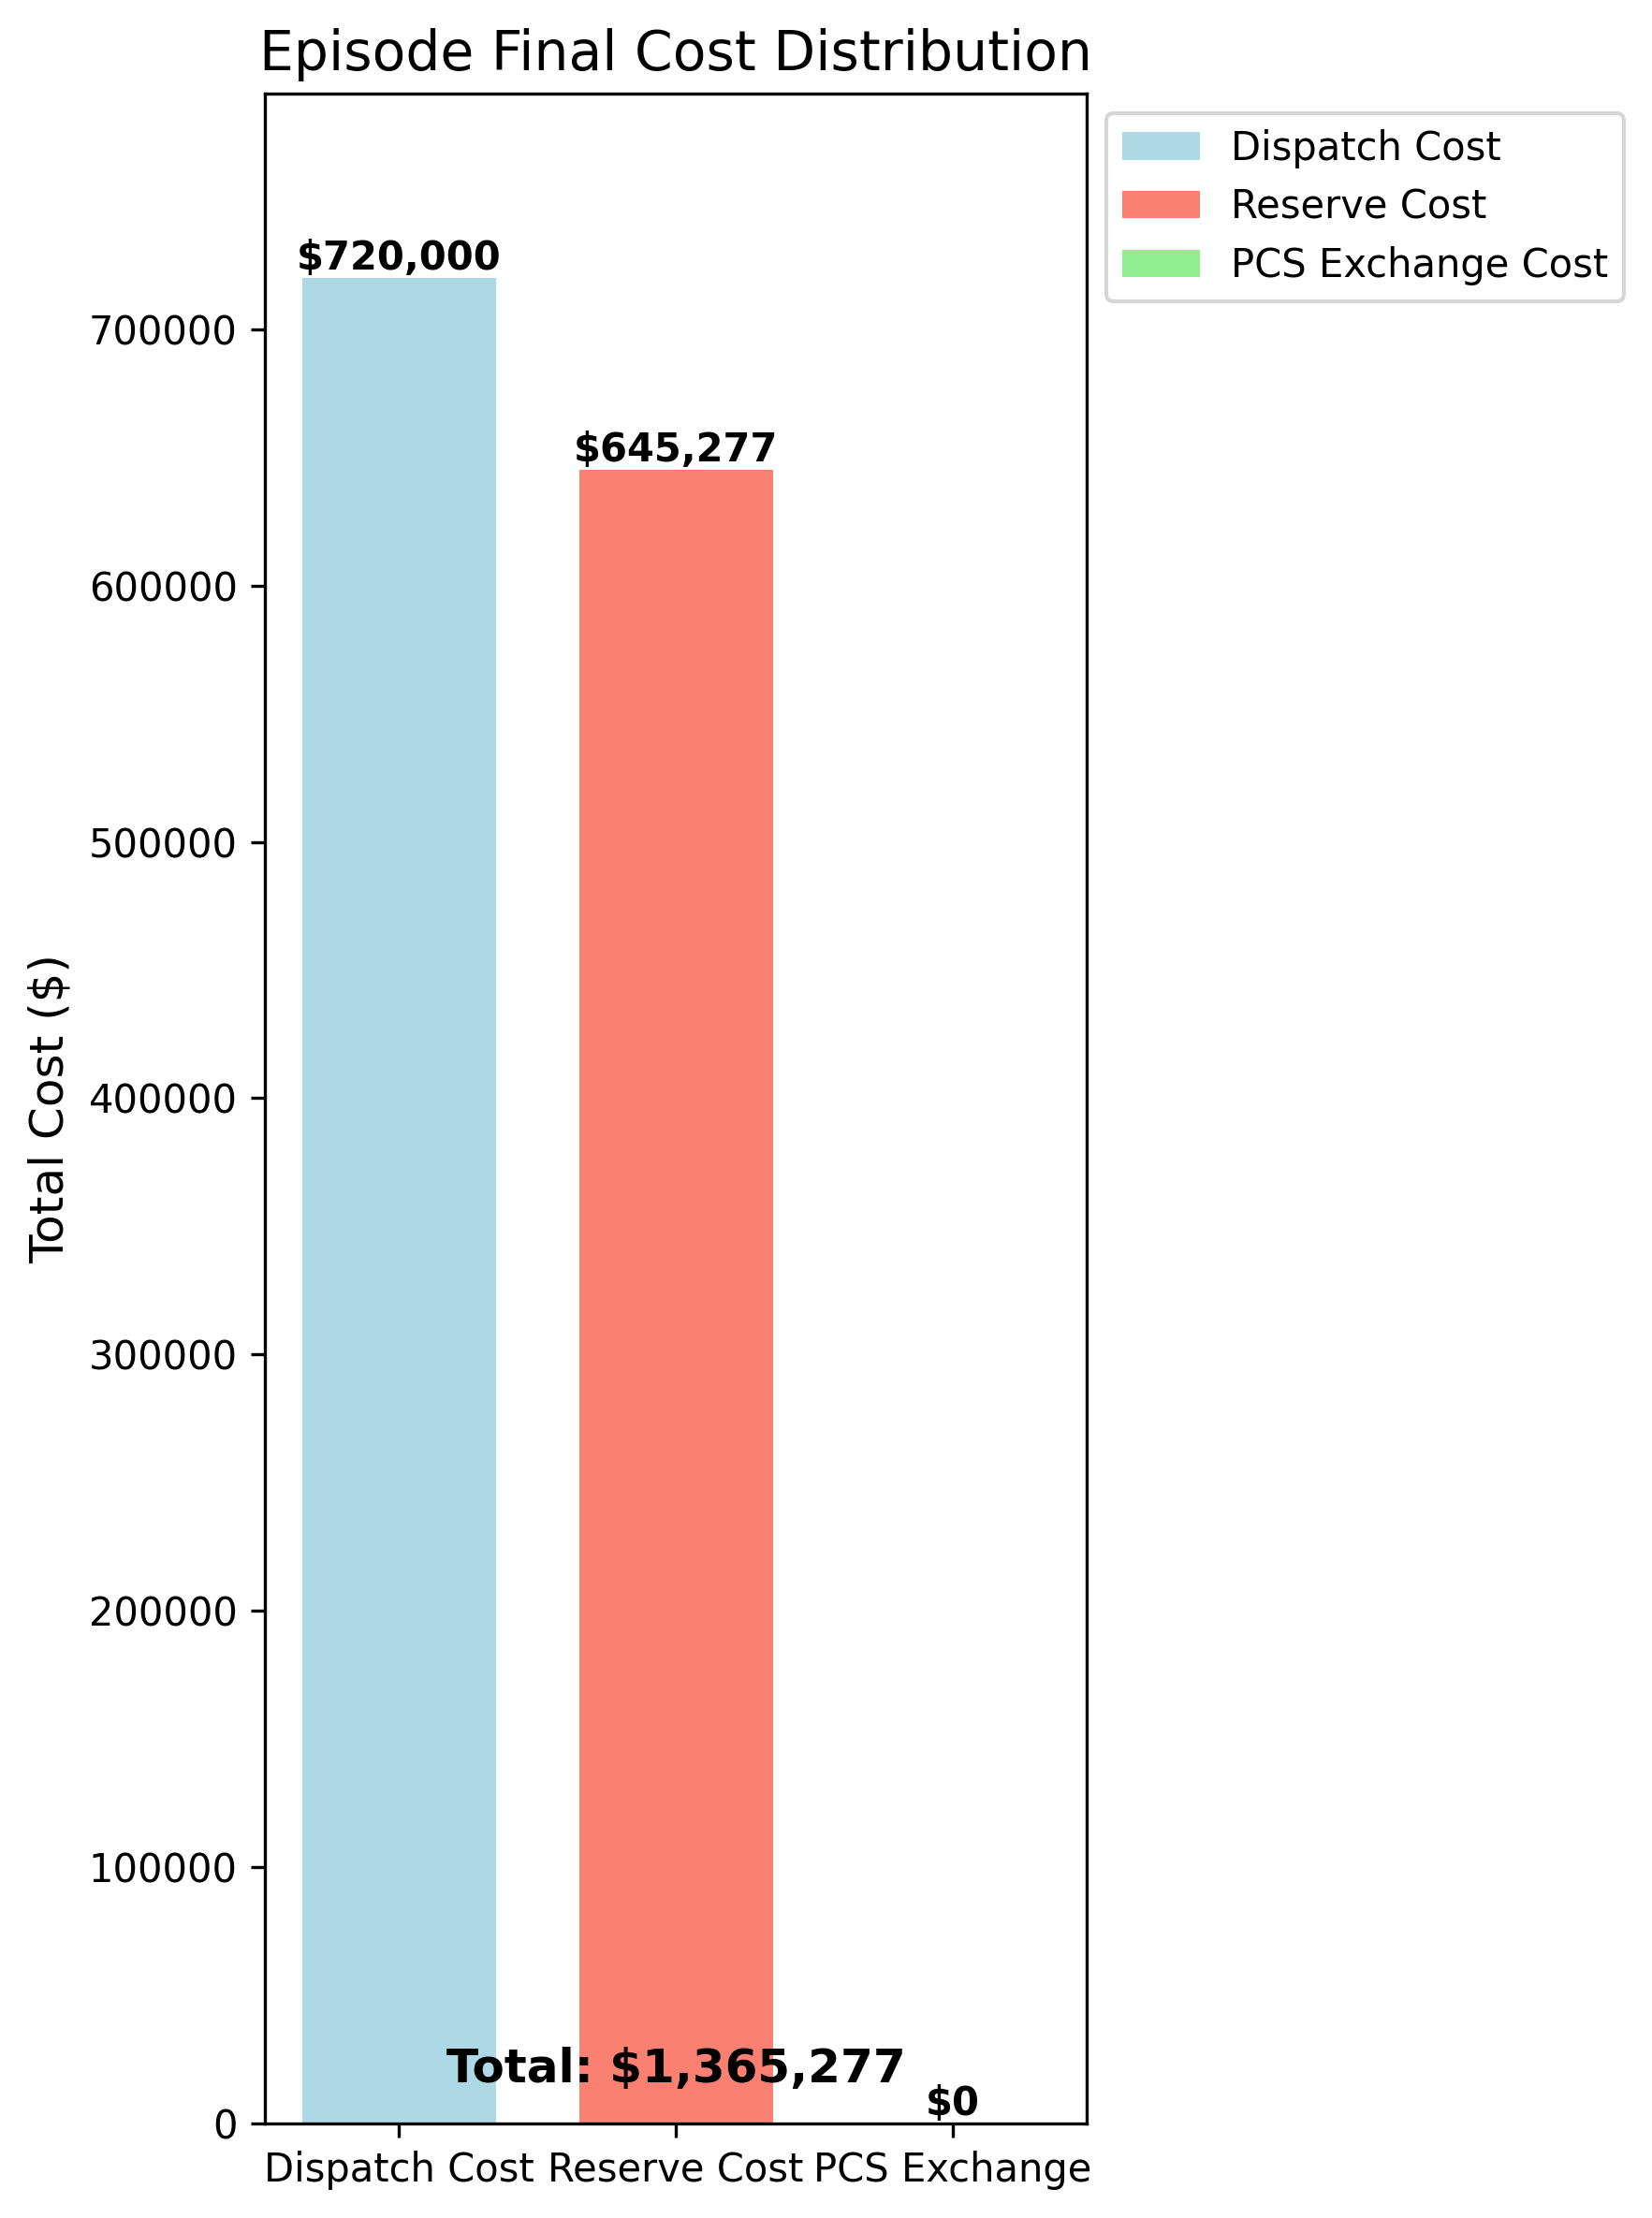 Episode Final Cost Distribution
Dispatch Cost
Reserve Cost
PCS Exchange Cost
$720,000
$645,277
Total: $1,365,277
$0
Total Cost ($)
700000
600000
500000
400000
300000
200000
100000
0
Dispatch Cost Reserve Cost PCS Exchange